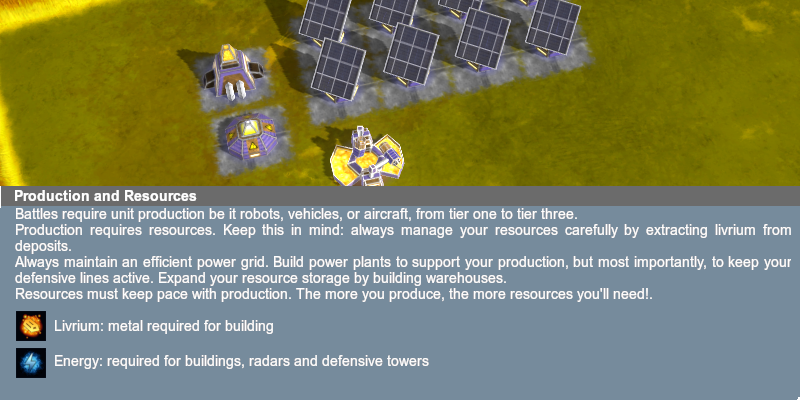 Production and Resources
Battles require unit production be it robots, vehicles, or aircraft, from tier one to tier three.
Production requires resources. Keep this in mind: always manage your resources carefully by extracting livrium from
deposits.
Always maintain an efficient power grid. Build power plants to support your production, but most importantly, to keep your
defensive lines active. Expand your resource storage by building warehouses.
Resources must keep pace with production. The more you produce, the more resources you'll need!.
Livrium: metal required for building
Energy: required for buildings, radars and defensive towers